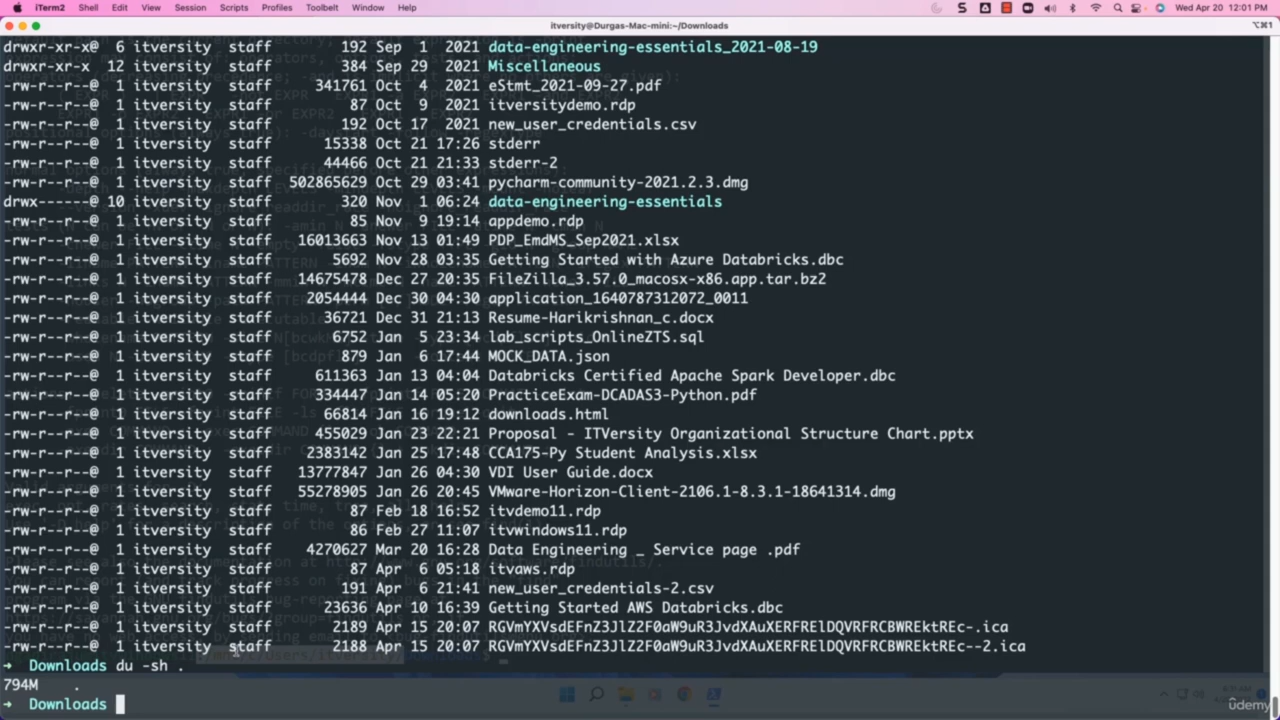 iTerm2 Shell Edit View Session Scripts Profiles Toolbelt Window Help Wed Apr 20 12:01 PM
itversity@Durgas-Mac-mini:~/Downloads ⌥⌘1
drwxr-xr-x@ 6 itversity staff 192 Sep 1 2021 data-engineering-essentials_2021-08-19
drwxr-xr-x 12 itversity staff 384 Sep 29 2021 Miscellaneous
-rw-r--r--@ 1 itversity staff 341761 Oct 4 2021 eStmt_2021-09-27.pdf
-rw-r--r--@ 1 itversity staff 87 Oct 9 2021 itversitydemo.rdp
-rw-r--r--@ 1 itversity staff 192 Oct 17 2021 new_user_credentials.csv
-rw-r--r--@ 1 itversity staff 15338 Oct 21 17:26 stderr
-rw-r--r--@ 1 itversity staff 44466 Oct 21 21:33 stderr-2
-rw-r--r--@ 1 itversity staff 502865629 Oct 29 03:41 pycharm-community-2021.2.3.dmg
drwx------@ 10 itversity staff 320 Nov 1 06:24 data-engineering-essentials
-rw-r--r--@ 1 itversity staff 85 Nov 9 19:14 appdemo.rdp
-rw-r--r--@ 1 itversity staff 16013663 Nov 13 01:49 PDP_EmdMS_Sep2021.xlsx
-rw-r--r--@ 1 itversity staff 5692 Nov 28 03:35 Getting Started with Azure Databricks.dbc
-rw-r--r--@ 1 itversity staff 14675478 Dec 27 20:35 FileZilla_3.57.0_macosx-x86.app.tar.bz2
-rw-r--r--@ 1 itversity staff 2054444 Dec 30 04:30 application_1640787312072_0011
-rw-r--r--@ 1 itversity staff 36721 Dec 31 21:13 Resume-Harikrishnan_c.docx
-rw-r--r--@ 1 itversity staff 6752 Jan 5 23:34 lab_scripts_OnlineZTS.sql
-rw-r--r--@ 1 itversity staff 879 Jan 6 17:44 MOCK_DATA.json
-rw-r--r--@ 1 itversity staff 611363 Jan 13 04:04 Databricks Certified Apache Spark Developer.dbc
-rw-r--r--@ 1 itversity staff 334447 Jan 14 05:20 PracticeExam-DCADAS3-Python.pdf
-rw-r--r--@ 1 itversity staff 66814 Jan 16 19:12 downloads.html
-rw-r--r--@ 1 itversity staff 455029 Jan 23 22:21 Proposal - ITVersity Organizational Structure Chart.pptx
-rw-r--r--@ 1 itversity staff 2383142 Jan 25 17:48 CCA175-Py Student Analysis.xlsx
-rw-r--r--@ 1 itversity staff 13777847 Jan 26 04:30 VDI User Guide.docx
-rw-r--r--@ 1 itversity staff 55278905 Jan 26 20:45 VMware-Horizon-Client-2106.1-8.3.1-18641314.dmg
-rw-r--r--@ 1 itversity staff 87 Feb 18 16:52 itvdemo11.rdp
-rw-r--r--@ 1 itversity staff 86 Feb 27 11:07 itvwindows11.rdp
-rw-r--r--@ 1 itversity staff 4270627 Mar 20 16:28 Data Engineering _ Service page .pdf
-rw-r--r--@ 1 itversity staff 87 Apr 6 05:18 itvaws.rdp
-rw-r--r--@ 1 itversity staff 191 Apr 6 21:41 new_user_credentials-2.csv
-rw-r--r--@ 1 itversity staff 23636 Apr 10 16:39 Getting Started AWS Databricks.dbc
-rw-r--r--@ 1 itversity staff 2189 Apr 15 20:07 RGVmYXVsdEFnZ3JlZ2F0aW9uR3JvdXAuXERFRElDQVRFRCBWREktREc-.ica
-rw-r--r--@ 1 itversity staff 2188 Apr 15 20:07 RGVmYXVsdEFnZ3JlZ2F0aW9uR3JvdXAuXERFRElDQVRFRCBWREktREc--2.ica
➜ Downloads du -sh .
794M .
➜ Downloads
ûdemy